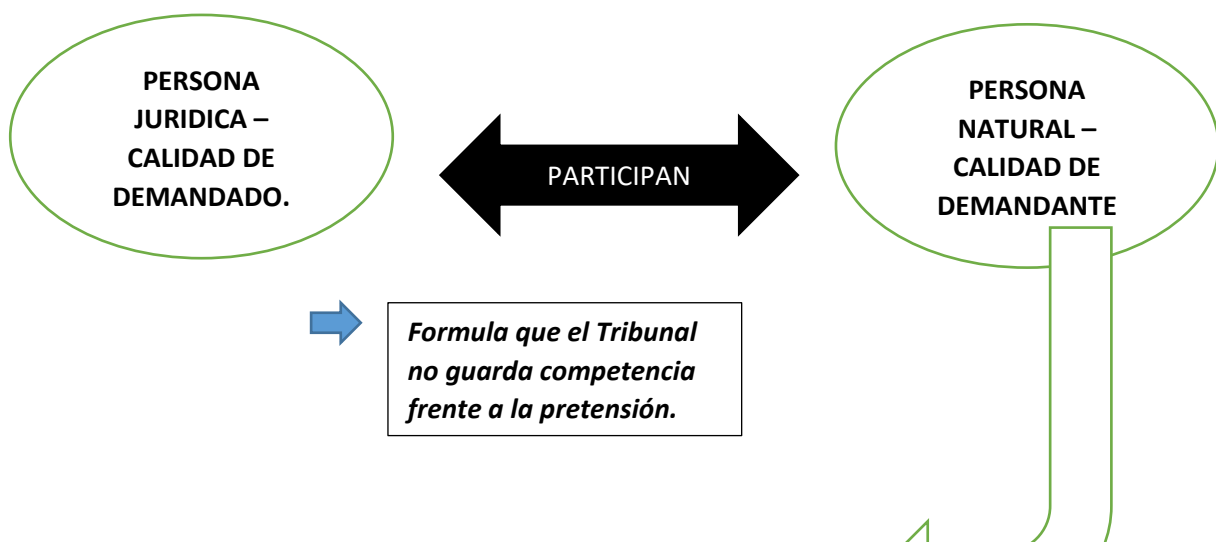 PERSONA
JURIDICA –
CALIDAD DE
DEMANDADO.
PARTICIPAN
PERSONA
NATURAL –
CALIDAD DE
DEMANDANTE
Formula que el Tribunal
no guarda competencia
frente a la pretensión.